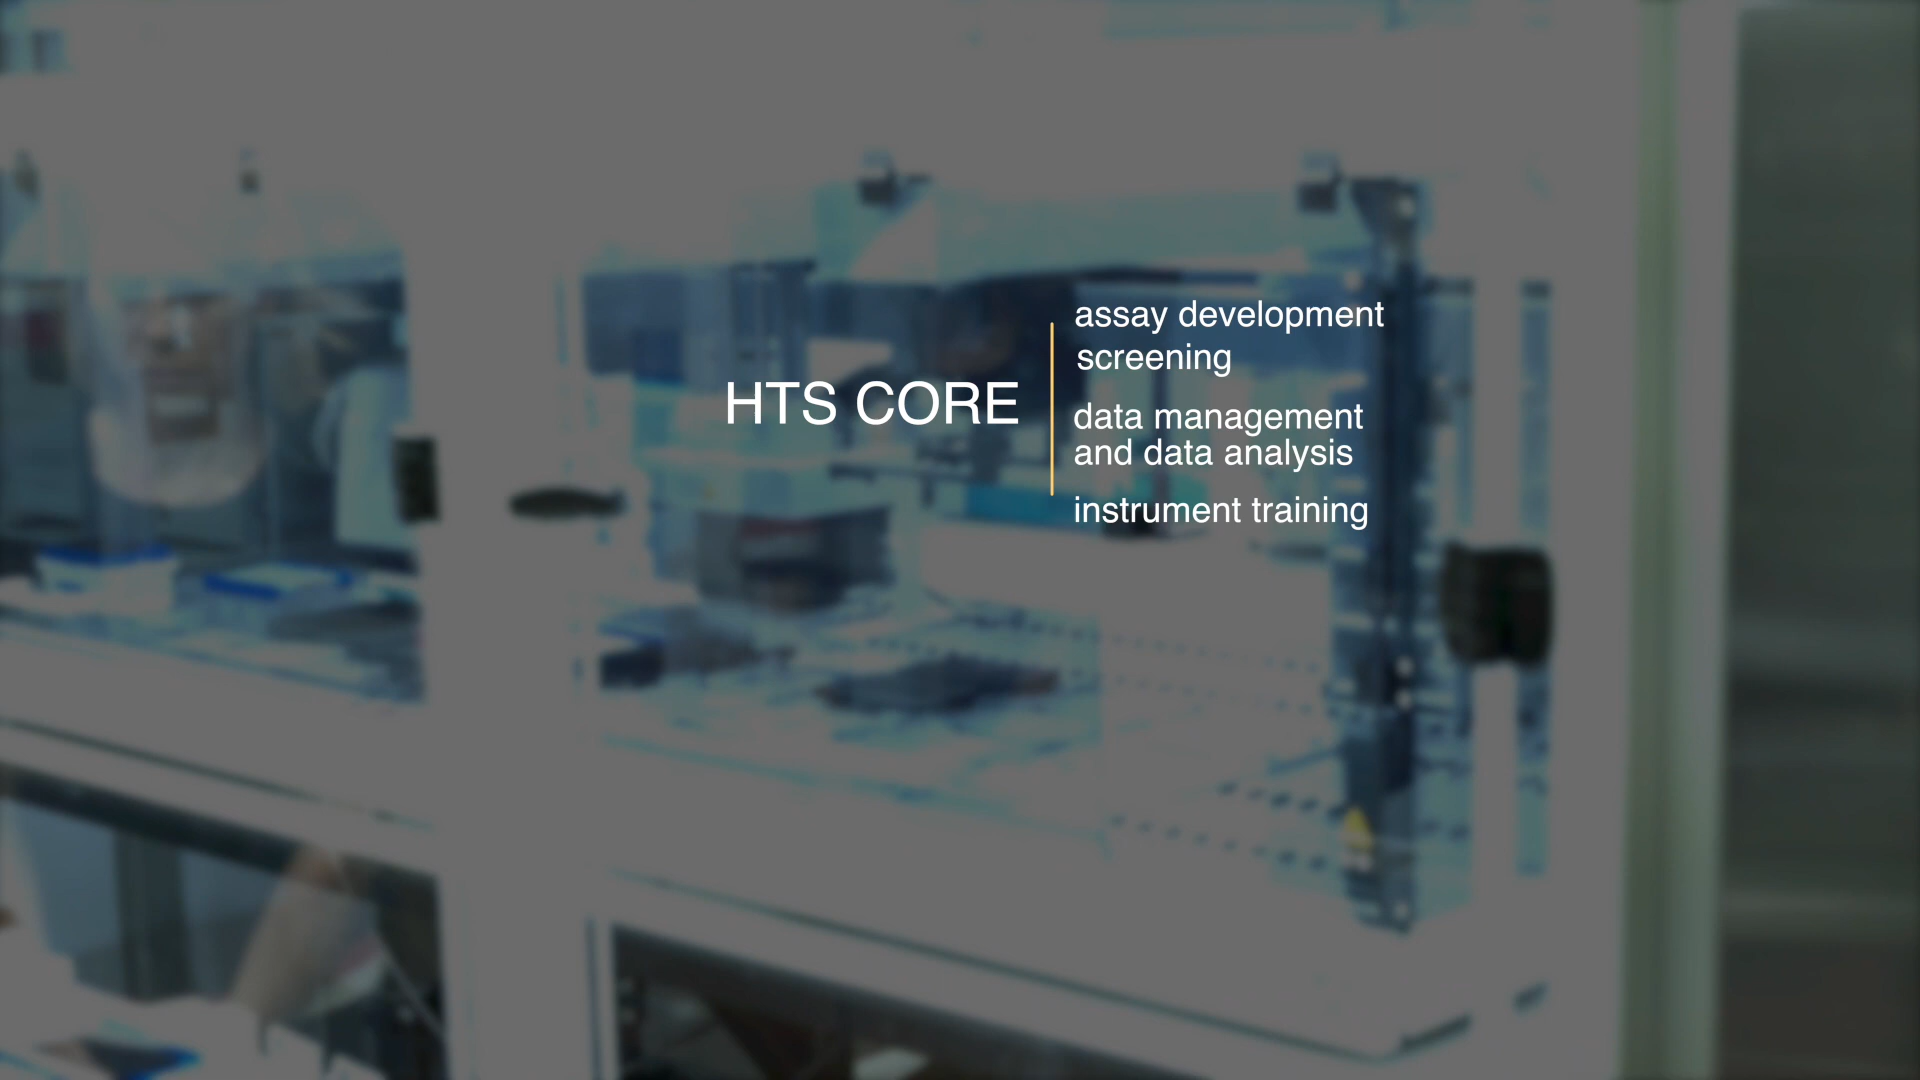 HTS CORE
assay development
screening
data management
and data analysis
instrument training